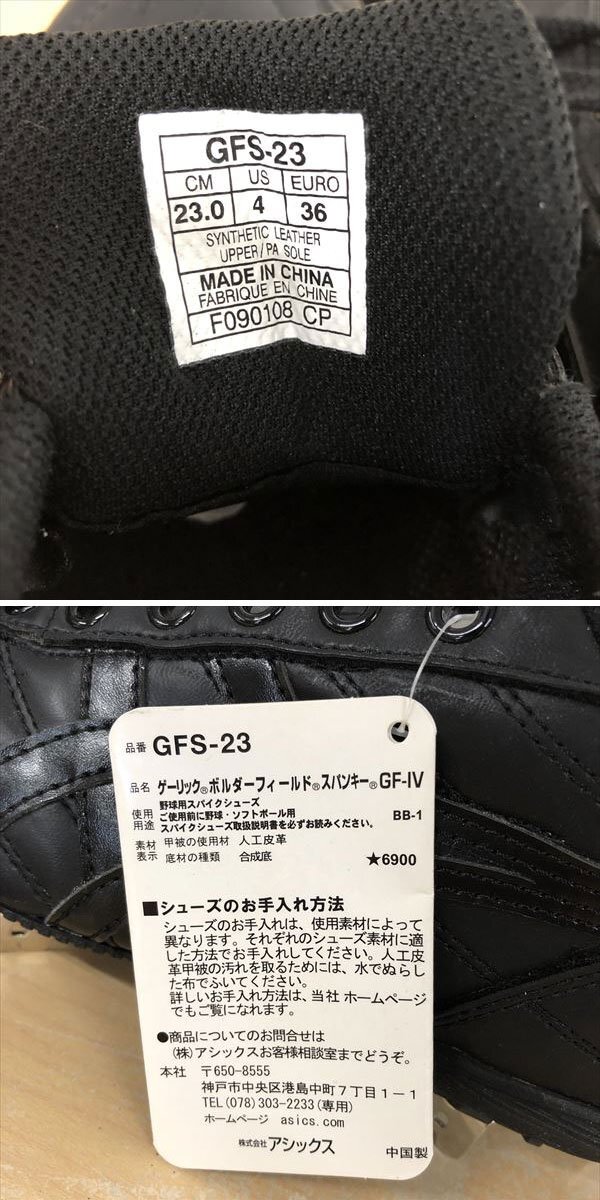 GFS-23
CM US EURO
23.0 4 36
SYNTHETIC LEATHER
UPPER/PA SOLE
MADE IN CHINA
FABRIQUE EN CHINE
F090108 CP
品番 GFS-23
品名 ゲーリック®ボルダーフィールド®スパンキー®GF-IV
使用用途 野球用スパイクシューズ
ご使用前に野球・ソフトボール用 BB-1
スパイクシューズ取扱説明書を必ずお読みください。
素材 甲被の使用材 人工皮革
表示 底材の種類 合成底 ★6900
■シューズのお手入れ方法
シューズのお手入れは、使用素材によって
異なります。それぞれのシューズ素材に適
した方法でお手入れしてください。人工皮
革甲被の汚れを取るためには、水でぬらし
た布でふいてください。
詳しいお手入れ方法は、当社 ホームページ
でもご覧になれます。
●商品についてのお問合せは
(株)アシックスお客様相談室までどうぞ。
本社 〒650-8555
神戸市中央区港島中町7丁目1-1
TEL(078)303-2233(専用)
ホームページ asics.com
株式会社 アシックス 中国製